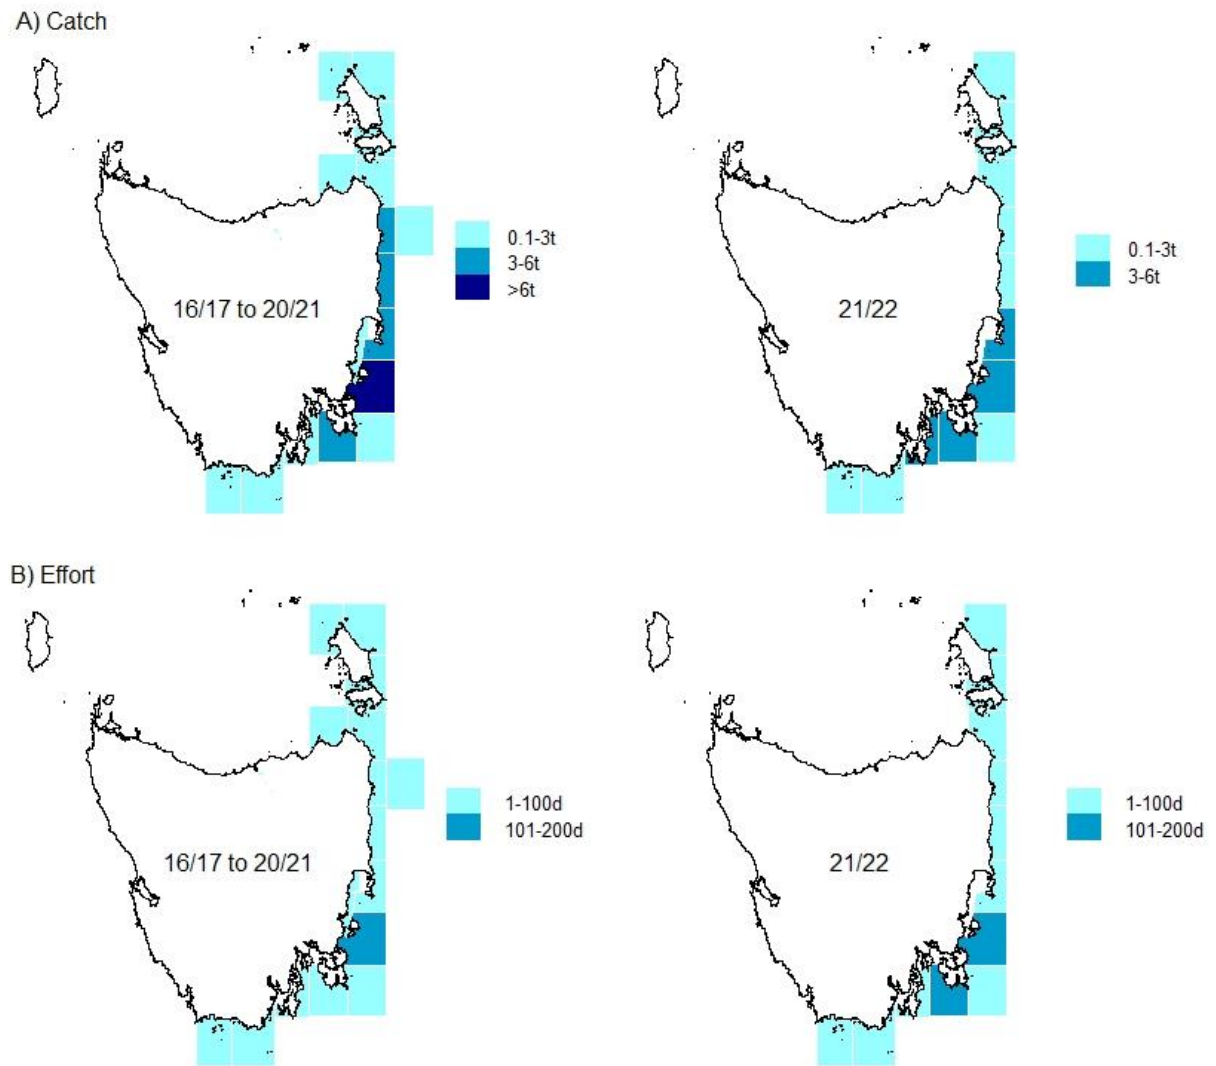 A) Catch
0.1-3t
3-6t
>6t
16/17 to 20/21
0.1-3t
3-6t
21/22
B) Effort
1-100d
101-200d
16/17 to 20/21
1-100d
101-200d
21/22